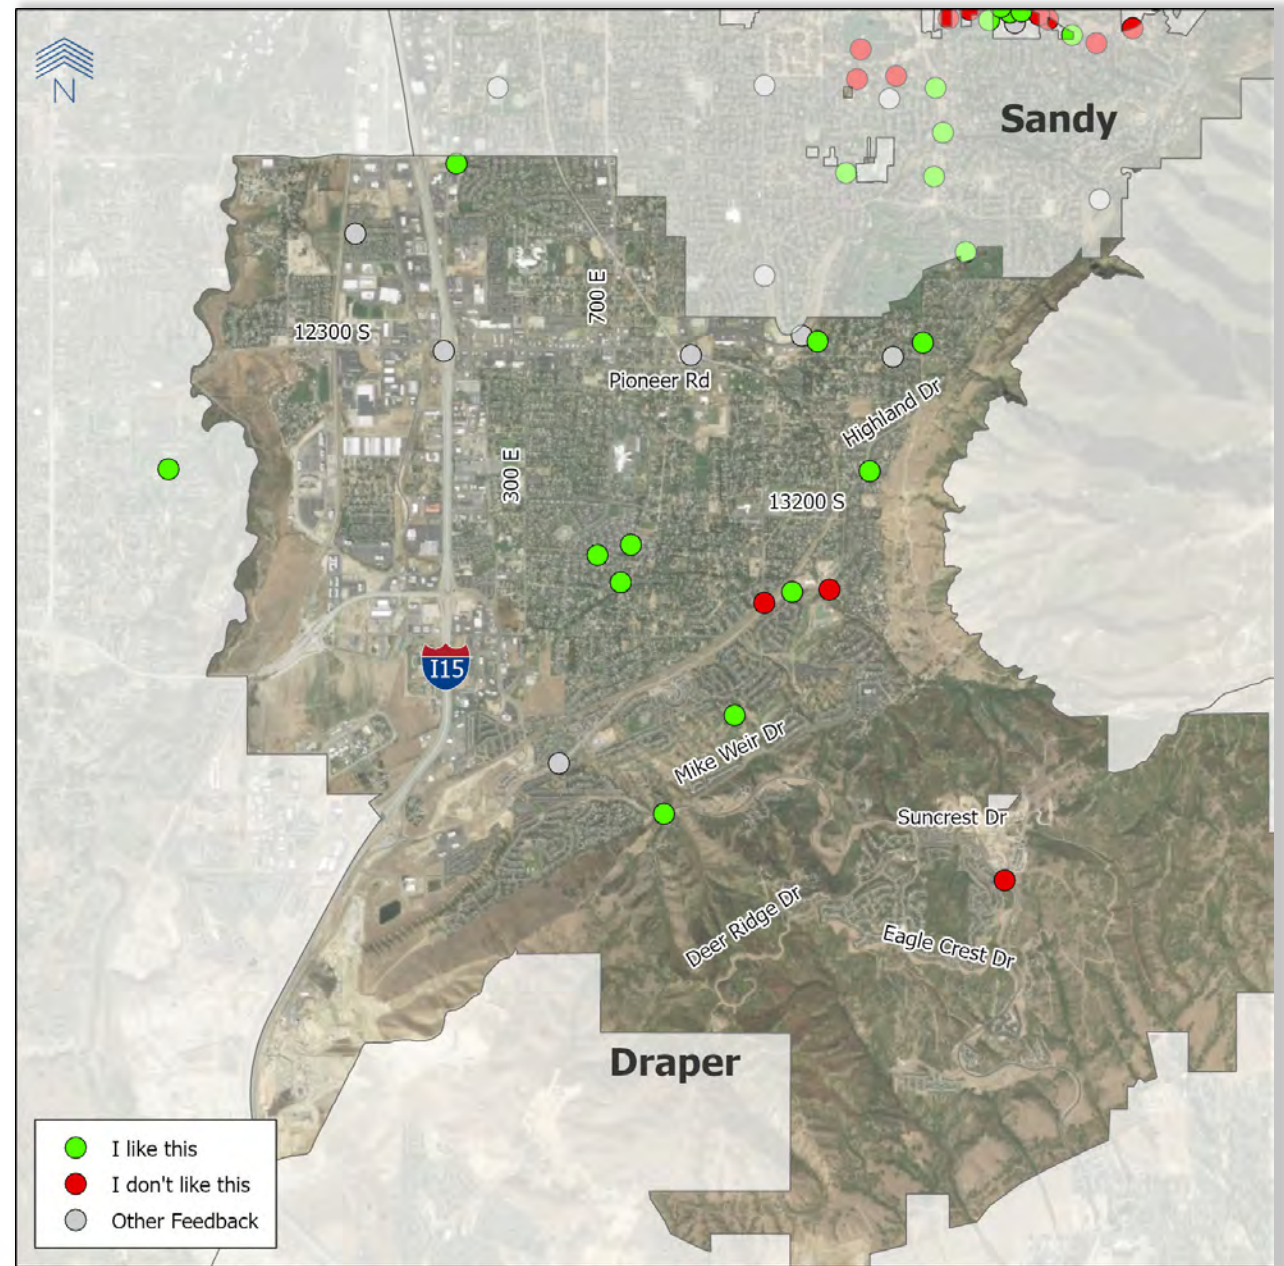 N
Sandy
700 E
12300 S
Pioneer Rd
Highland Dr
300 E
13200 S
I15
Mike Weir Dr
Suncrest Dr
Deer Ridge Dr
Eagle Crest Dr
Draper
I like this
I don't like this
Other Feedback